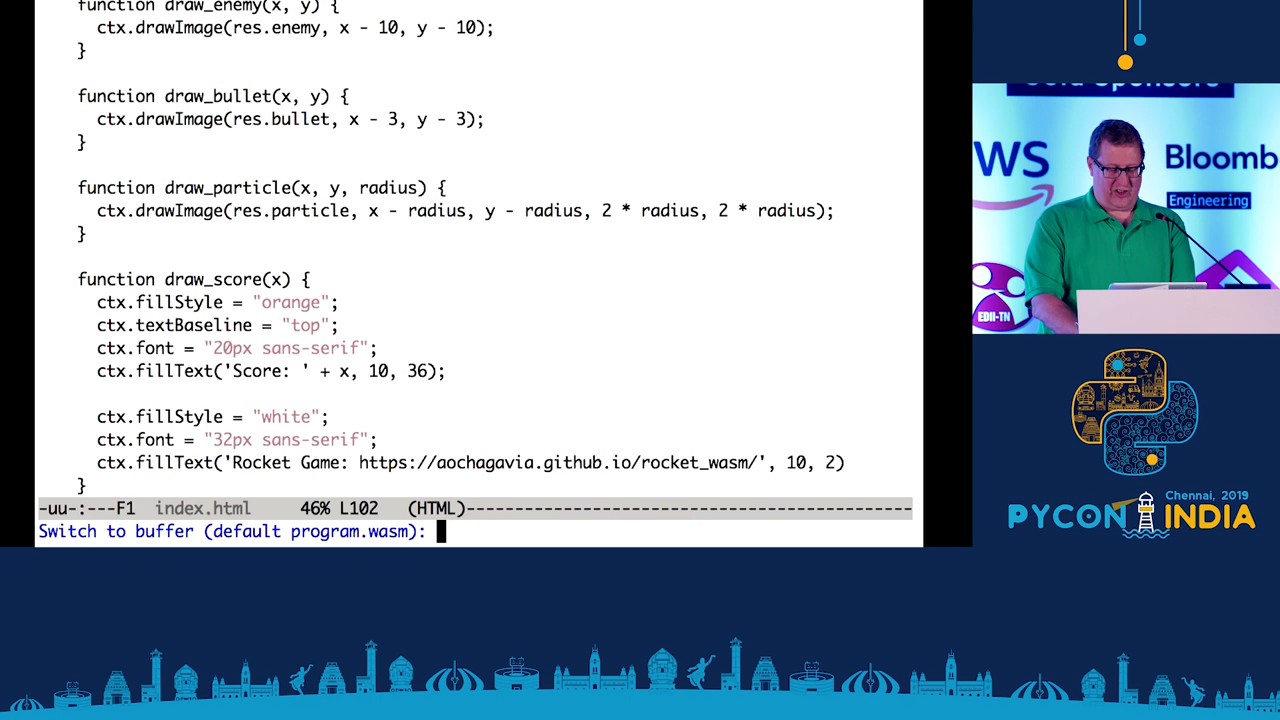 function draw_enemy(x, y) {
ctx.drawImage(res.enemy, x - 10, y - 10);
}
function draw_bullet(x, y) {
ctx.drawImage(res.bullet, x - 3, y - 3);
}
function draw_particle(x, y, radius) {
ctx.drawImage(res.particle, x - radius, y - radius, 2 * radius, 2 * radius);
}
function draw_score(x) {
ctx.fillStyle = "orange";
ctx.textBaseline = "top";
ctx.font = "20px sans-serif";
ctx.fillText('Score: ' + x, 10, 36);
ctx.fillStyle = "white";
ctx.font = "32px sans-serif";
ctx.fillText('Rocket Game: https://aochagavia.github.io/rocket_wasm/', 10, 2)
}
-uu-:---F1 index.html 46% L102 (HTML)-----------------------------------------------
Switch to buffer (default program.wasm):
Sponsors
WS
Bloomb
Engineering
EDII-TN
Chennai, 2019
PYCON INDIA